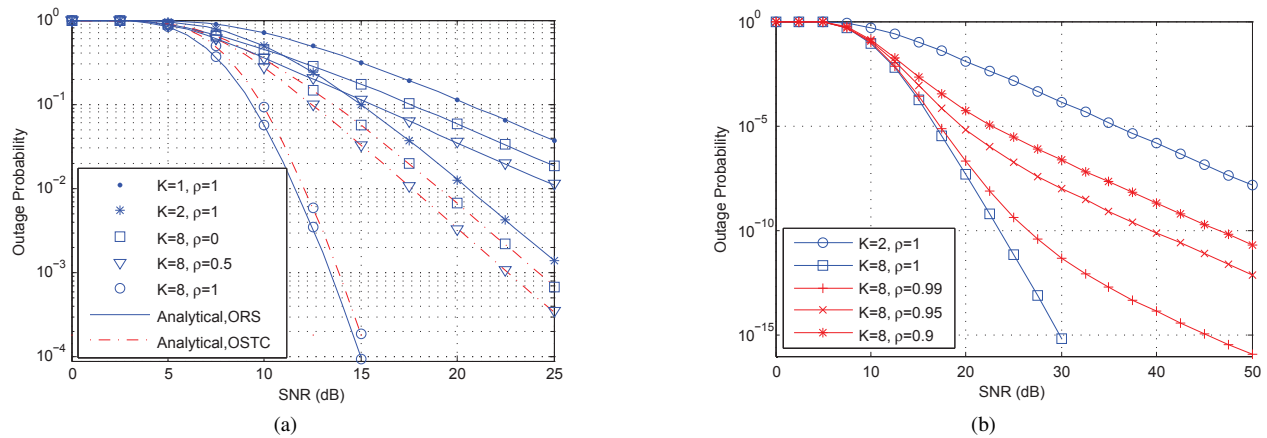 10^0
10^-1
10^-2
10^-3
10^-4
Outage Probability
K=1, ρ=1
K=2, ρ=1
K=8, ρ=0
K=8, ρ=0.5
K=8, ρ=1
Analytical,ORS
Analytical,OSTC
0 5 10 15 20 25
SNR (dB)
(a)
10^0
10^-5
10^-10
10^-15
Outage Probability
K=2, ρ=1
K=8, ρ=1
K=8, ρ=0.99
K=8, ρ=0.95
K=8, ρ=0.9
0 10 20 30 40 50
SNR (dB)
(b)